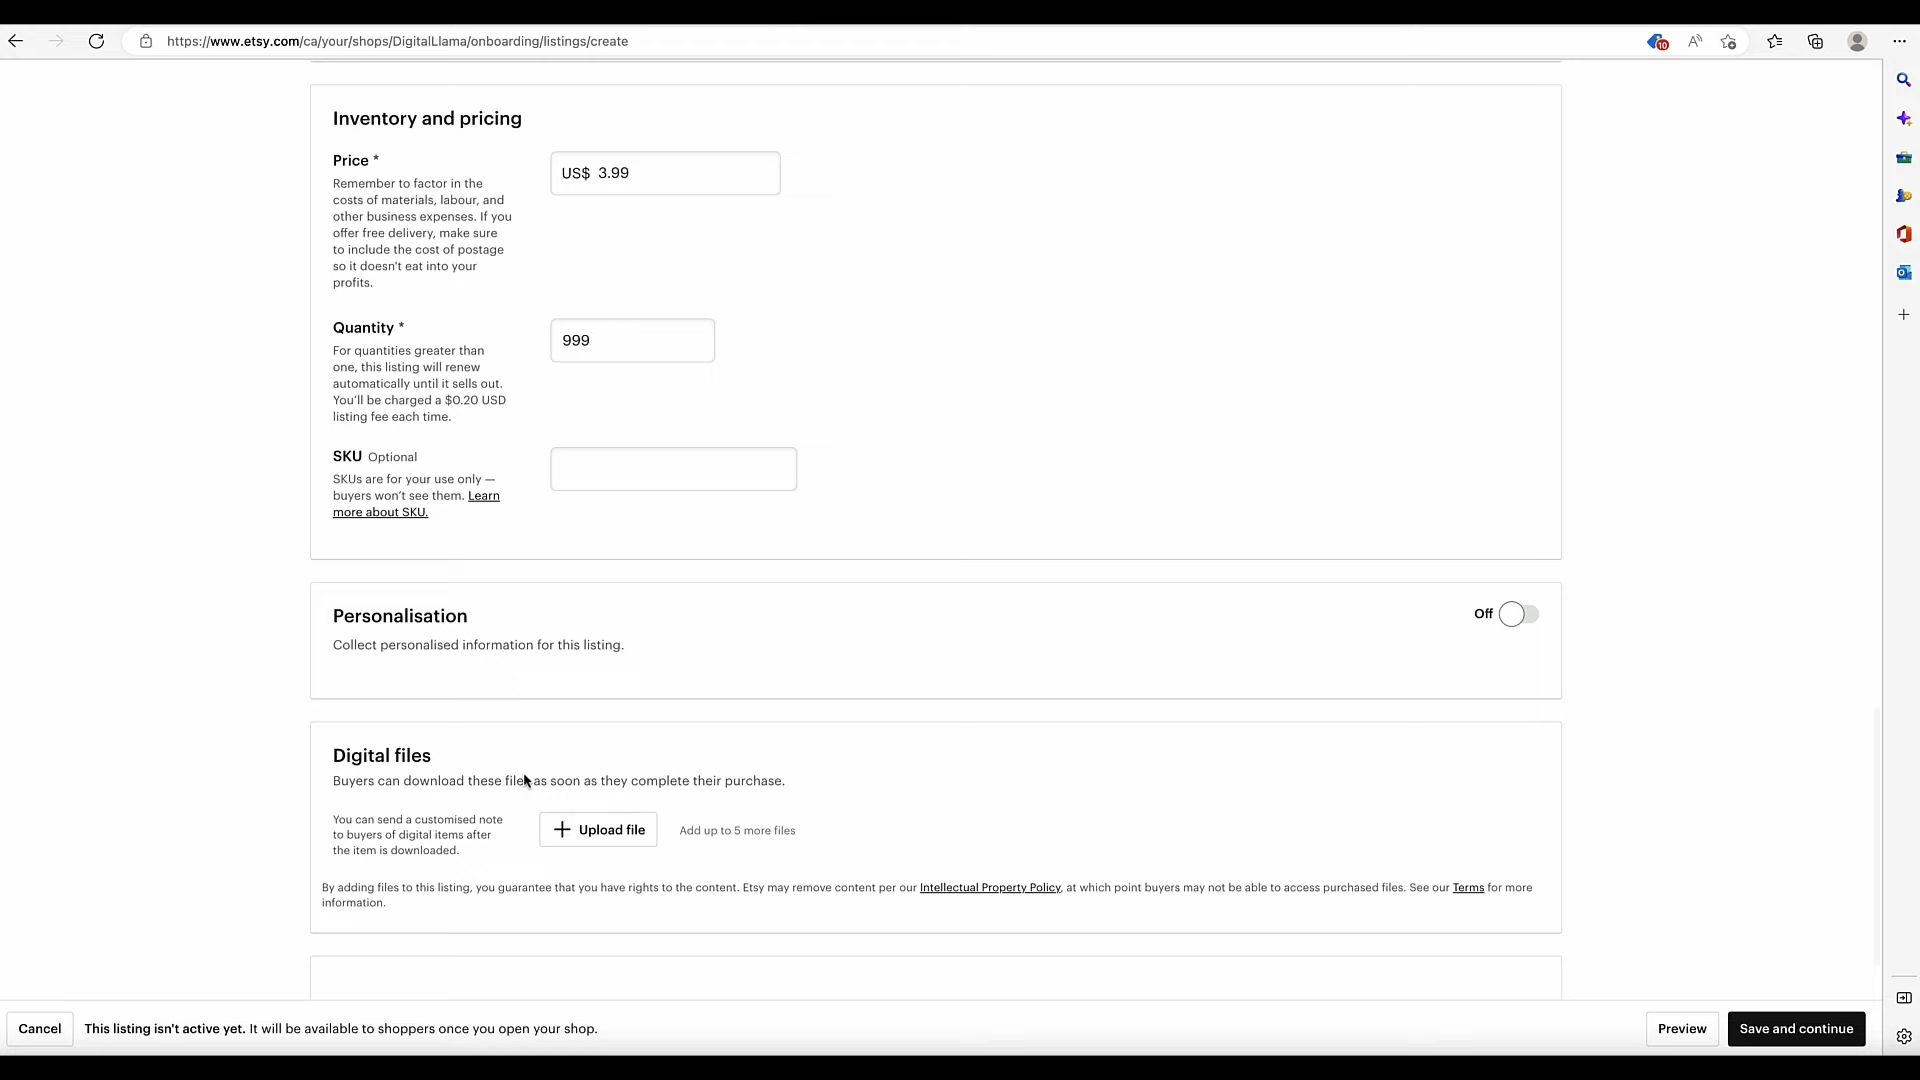 https://www.etsy.com/ca/your/shops/DigitalLlama/onboarding/listings/create
10
Inventory and pricing
Price *
Remember to factor in the
costs of materials, labour, and
other business expenses. If you
offer free delivery, make sure
to include the cost of postage
so it doesn't eat into your
profits.
US$ 3.99
Quantity *
For quantities greater than
one, this listing will renew
automatically until it sells out.
You'll be charged a $0.20 USD
listing fee each time.
999
SKU Optional
SKUs are for your use only —
buyers won't see them. Learn
more about SKU.
Personalisation
Collect personalised information for this listing.
Off
Digital files
Buyers can download these files as soon as they complete their purchase.
You can send a customised note
to buyers of digital items after
the item is downloaded.
Upload file
Add up to 5 more files
By adding files to this listing, you guarantee that you have rights to the content. Etsy may remove content per our Intellectual Property Policy, at which point buyers may not be able to access purchased files. See our Terms for more
information.
Cancel
This listing isn't active yet. It will be available to shoppers once you open your shop.
Preview
Save and continue